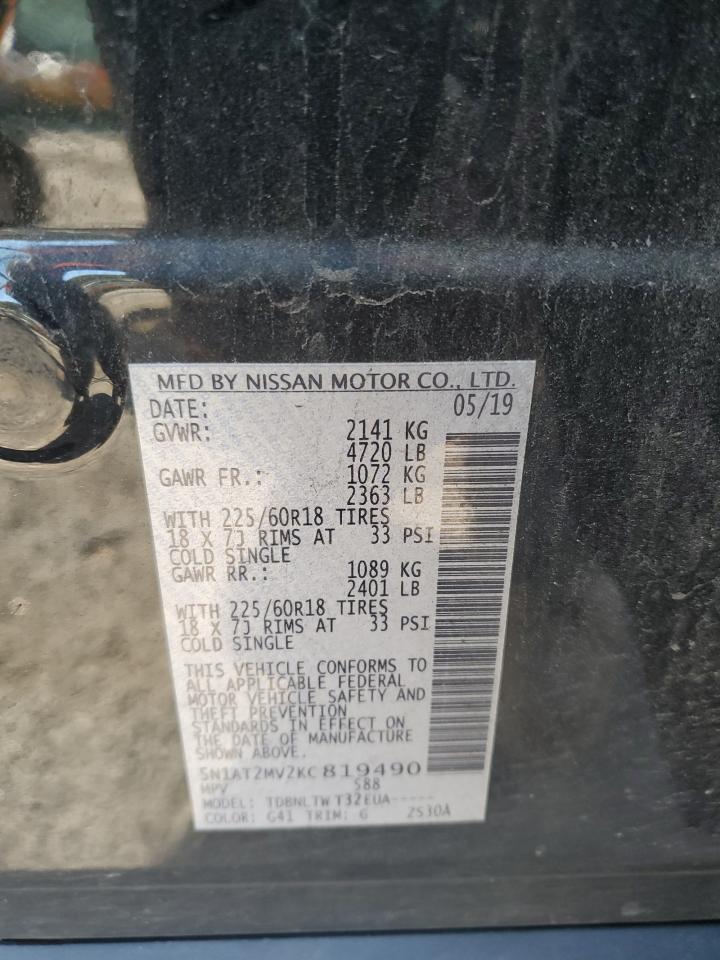 MFD BY NISSAN MOTOR CO., LTD.
DATE: 05/19
GVWR: 2141 KG
4720 LB
GAWR FR.: 1072 KG
2363 LB
WITH 225/60R18 TIRES
18 X 7J RIMS AT 33 PSI
COLD SINGLE
GAWR RR.: 1089 KG
2401 LB
WITH 225/60R18 TIRES
18 X 7J RIMS AT 33 PSI
COLD SINGLE
THIS VEHICLE CONFORMS TO
ALL APPLICABLE FEDERAL
MOTOR VEHICLE SAFETY AND
THEFT PREVENTION
STANDARDS IN EFFECT ON
THE DATE OF MANUFACTURE
SHOWN ABOVE.
5N1AT2MV2KC819490
MPV S88
MODEL: TDBNLTW T32EUA-----
COLOR: G41 TRIM: G 2S30A